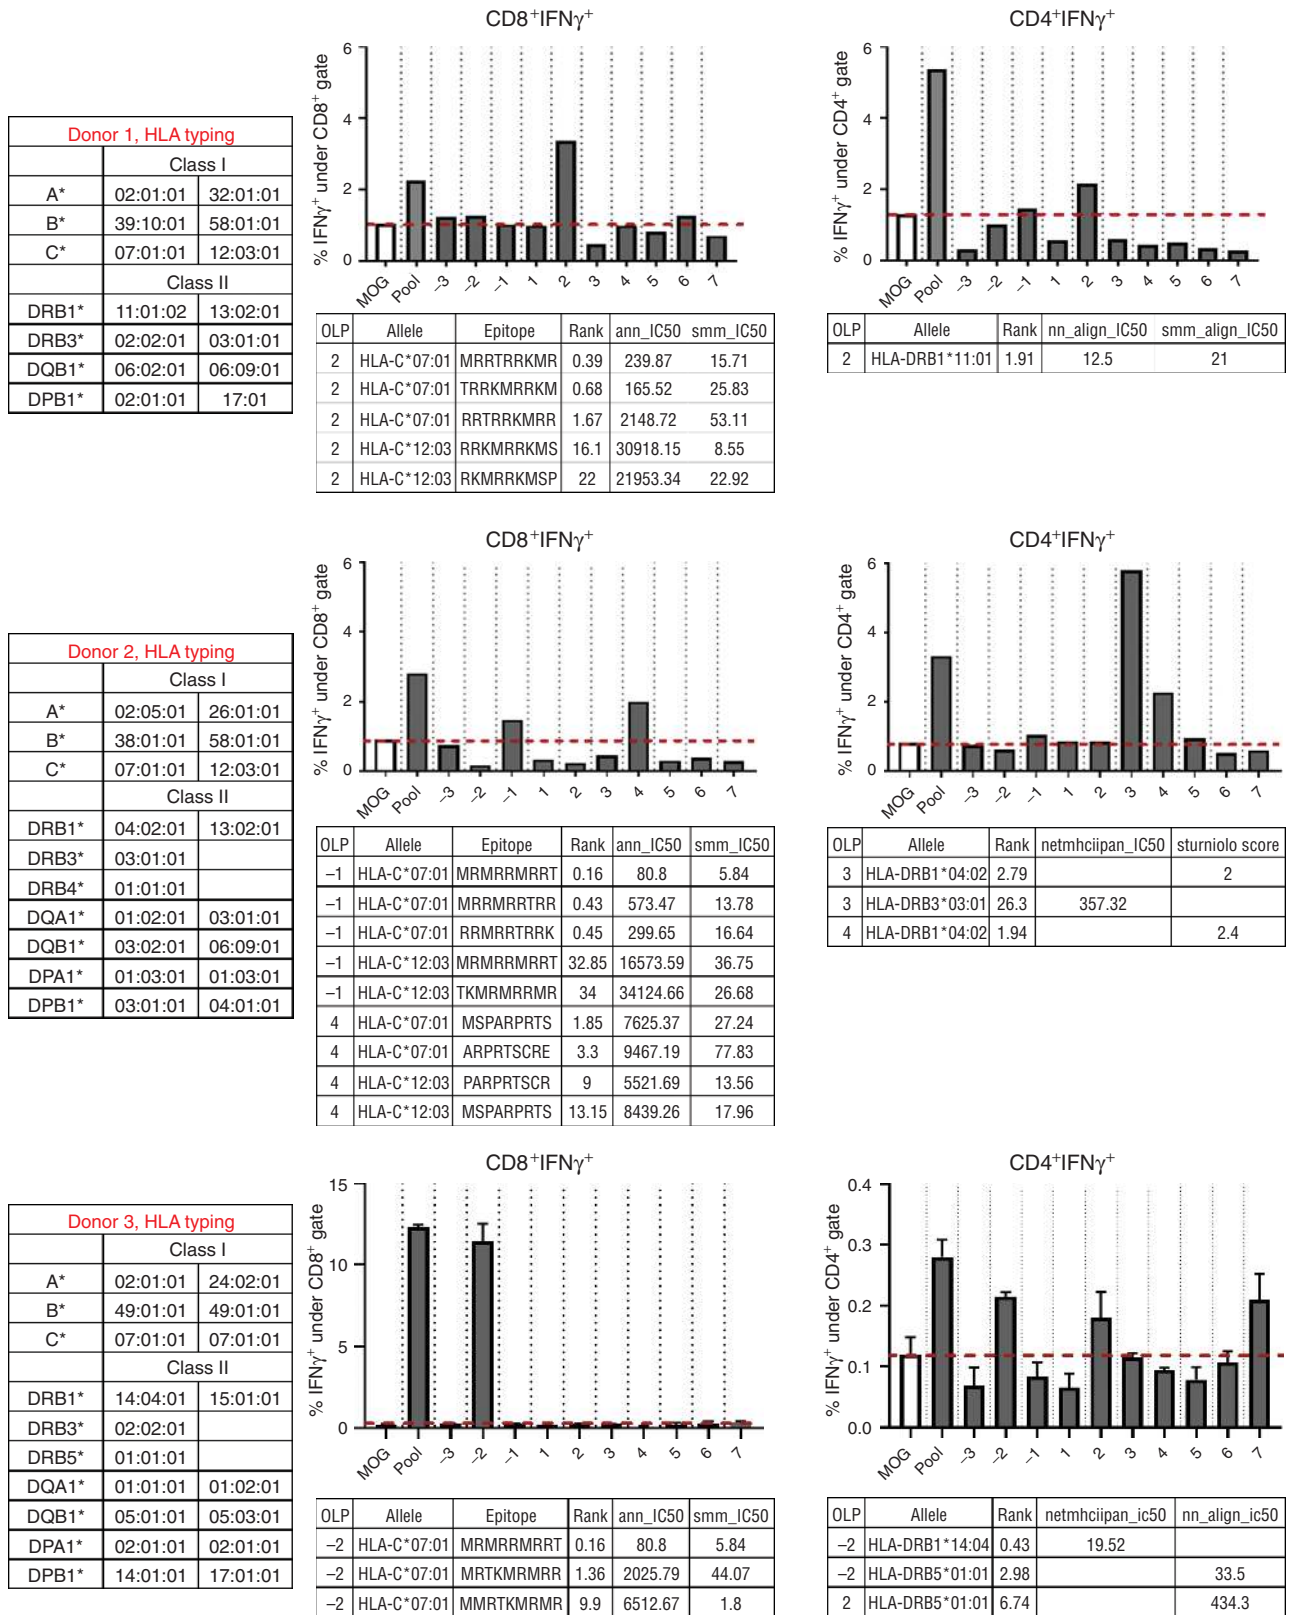 CD8⁺IFNγ⁺
% IFNγ⁺ under CD8⁺ gate
6
4
2
0
MOG Pool –3 –2 –1 1 2 3 4 5 6 7
CD4⁺IFNγ⁺
% IFNγ⁺ under CD4⁺ gate
6
4
2
0
MOG Pool –3 –2 –1 1 2 3 4 5 6 7
Donor 1, HLA typing
Class I
A* 02:01:01 32:01:01
B* 39:10:01 58:01:01
C* 07:01:01 12:03:01
Class II
DRB1* 11:01:02 13:02:01
DRB3* 02:02:01 03:01:01
DQB1* 06:02:01 06:09:01
DPB1* 02:01:01 17:01
OLP Allele Epitope Rank ann_IC50 smm_IC50
2 HLA-C*07:01 MRRTRRKMR 0.39 239.87 15.71
2 HLA-C*07:01 TRRKMRRKM 0.68 165.52 25.83
2 HLA-C*07:01 RRTRRKMRR 1.67 2148.72 53.11
2 HLA-C*12:03 RRKMRRKMS 16.1 30918.15 8.55
2 HLA-C*12:03 RKMRRKMSP 22 21953.34 22.92
OLP Allele Rank nn_align_IC50 smm_align_IC50
2 HLA-DRB1*11:01 1.91 12.5 21
CD8⁺IFNγ⁺
% IFNγ⁺ under CD8⁺ gate
6
4
2
0
MOG Pool –3 –2 –1 1 2 3 4 5 6 7
CD4⁺IFNγ⁺
% IFNγ⁺ under CD4⁺ gate
6
4
2
0
MOG Pool –3 –2 –1 1 2 3 4 5 6 7
Donor 2, HLA typing
Class I
A* 02:05:01 26:01:01
B* 38:01:01 58:01:01
C* 07:01:01 12:03:01
Class II
DRB1* 04:02:01 13:02:01
DRB3* 03:01:01
DRB4* 01:01:01
DQA1* 01:02:01 03:01:01
DQB1* 03:02:01 06:09:01
DPA1* 01:03:01 01:03:01
DPB1* 03:01:01 04:01:01
OLP Allele Epitope Rank ann_IC50 smm_IC50
–1 HLA-C*07:01 MRMRRMRRT 0.16 80.8 5.84
–1 HLA-C*07:01 MRRMRRTRR 0.43 573.47 13.78
–1 HLA-C*07:01 RRMRRTRRK 0.45 299.65 16.64
–1 HLA-C*12:03 MRMRRMRRT 32.85 16573.59 36.75
–1 HLA-C*12:03 TKMRMRRMR 34 34124.66 26.68
4 HLA-C*07:01 MSPARPRTS 1.85 7625.37 27.24
4 HLA-C*07:01 ARPRTSCRE 3.3 9467.19 77.83
4 HLA-C*12:03 PARPRTSCR 9 5521.69 13.56
4 HLA-C*12:03 MSPARPRTS 13.15 8439.26 17.96
OLP Allele Rank netmhciipan_IC50 sturniolo score
3 HLA-DRB1*04:02 2.79 2
3 HLA-DRB3*03:01 26.3 357.32
4 HLA-DRB1*04:02 1.94 2.4
CD8⁺IFNγ⁺
% IFNγ⁺ under CD8⁺ gate
15
10
5
0
MOG Pool –3 –2 –1 1 2 3 4 5 6 7
CD4⁺IFNγ⁺
% IFNγ⁺ under CD4⁺ gate
0.4
0.3
0.2
0.1
0.0
MOG Pool –3 –2 –1 1 2 3 4 5 6 7
Donor 3, HLA typing
Class I
A* 02:01:01 24:02:01
B* 49:01:01 49:01:01
C* 07:01:01 07:01:01
Class II
DRB1* 14:04:01 15:01:01
DRB3* 02:02:01
DRB5* 01:01:01
DQA1* 01:01:01 01:02:01
DQB1* 05:01:01 05:03:01
DPA1* 02:01:01 02:01:01
DPB1* 14:01:01 17:01:01
OLP Allele Epitope Rank ann_IC50 smm_IC50
–2 HLA-C*07:01 MRMRRMRRT 0.16 80.8 5.84
–2 HLA-C*07:01 MRTKMRMRR 1.36 2025.79 44.07
–2 HLA-C*07:01 MMRTKMRMR 9.9 6512.67 1.8
OLP Allele Rank netmhciipan_ic50 nn_align_ic50
–2 HLA-DRB1*14:04 0.43 19.52
–2 HLA-DRB5*01:01 2.98 33.5
2 HLA-DRB5*01:01 6.74 434.3